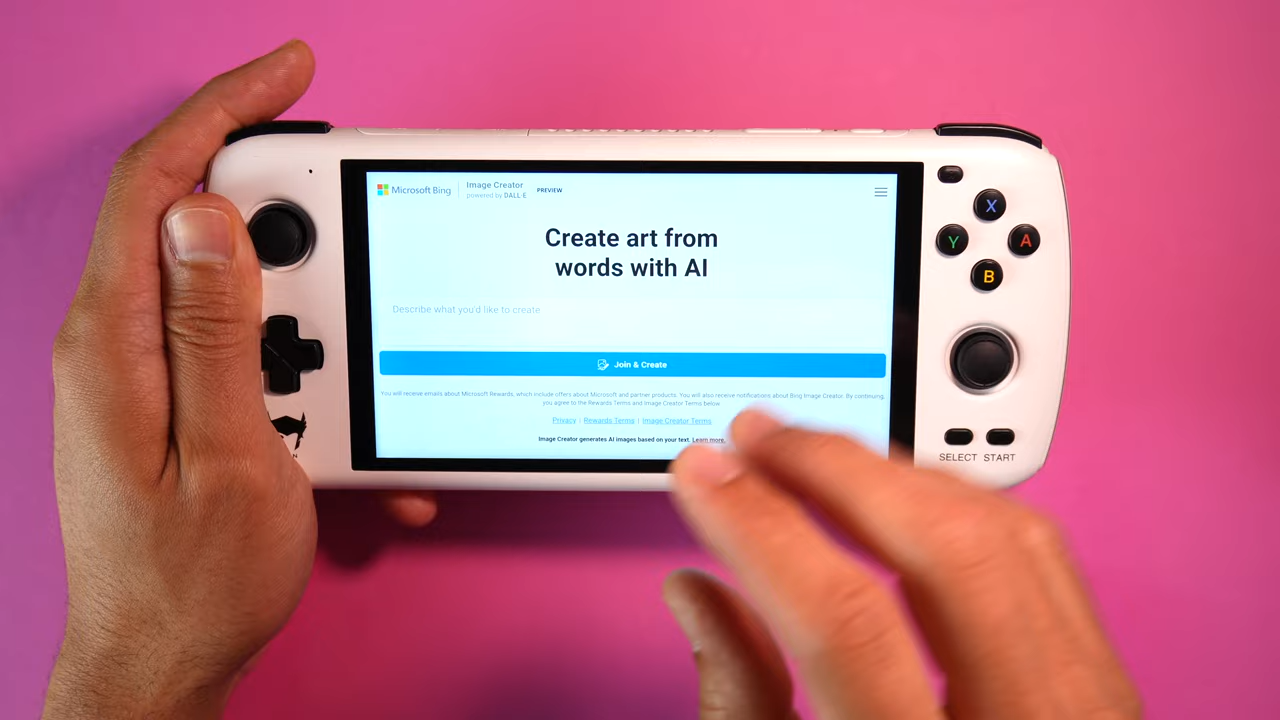 Microsoft Bing
Image Creator
powered by DALL·E
PREVIEW
Create art from
words with AI
Describe what you'd like to create
Join & Create
You will receive emails about Microsoft Rewards, which include offers about Microsoft and partner products. You will also receive notifications about Bing Image Creator. By continuing,
you agree to the Rewards Terms and Image Creator Terms below.
Privacy | Rewards Terms | Image Creator Terms
Image Creator generates AI images based on your text. Learn more.
X
Y
A
B
SELECT START